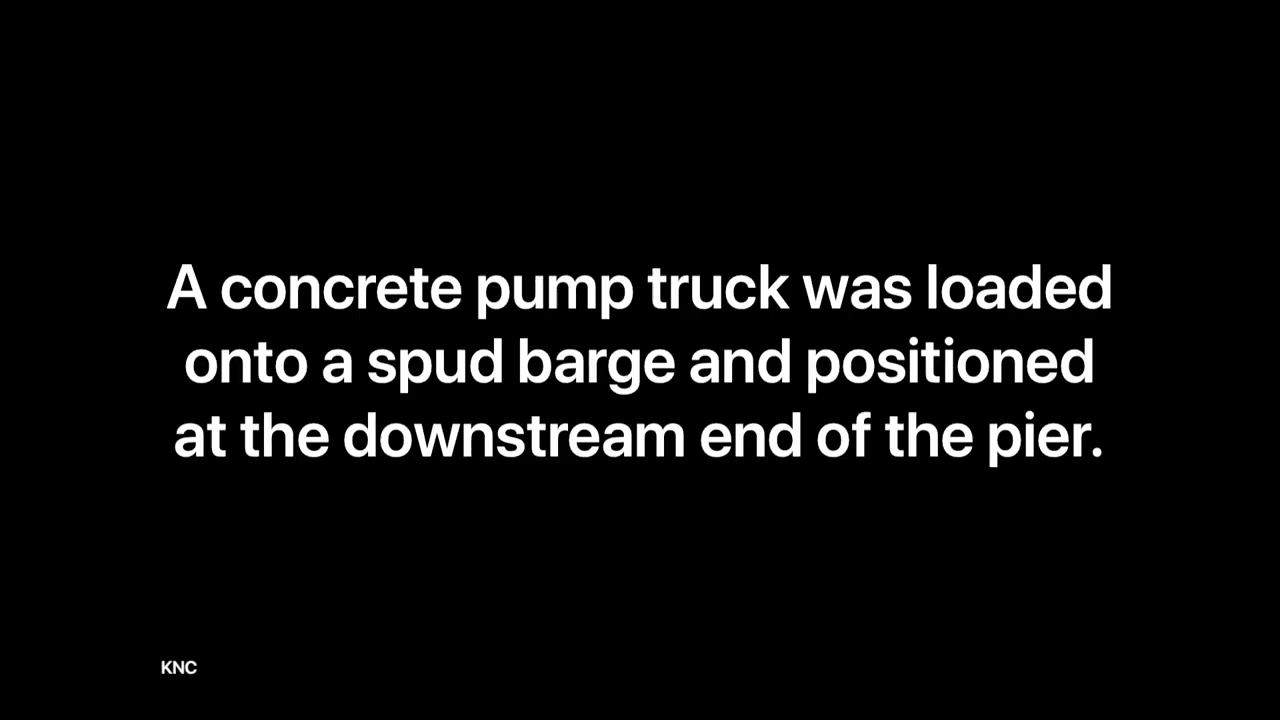 A concrete pump truck was loaded
onto a spud barge and positioned
at the downstream end of the pier.
KNC